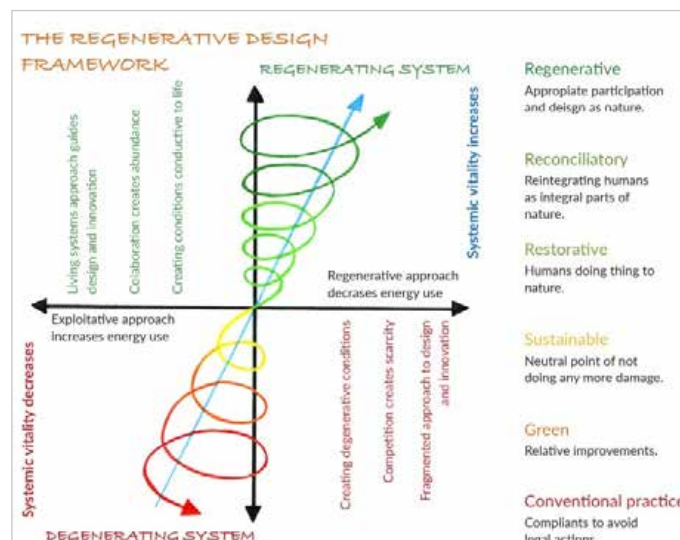 THE REGENERATIVE DESIGN
FRAMEWORK
REGENERATING SYSTEM
Living systems approach guides
design and innovation
Colaboration creates abundance
Creating conditions conductive to life
Systemic vitality increases
Regenerative approach
decrases energy use
Exploitative approach
increases energy use
Systemic vitality decreases
Creating degenerative conditions
Competition creates scarcity
Fragmented approach to design
and innovation
DEGENERATING SYSTEM
Regenerative
Appropiate participation
and deisgn as nature.
Reconciliatory
Reintegrating humans
as integral parts of
nature.
Restorative
Humans doing thing to
nature.
Sustainable
Neutral point of not
doing any more damage.
Green
Relative improvements.
Conventional practice
Compliants to avoid
legal actions